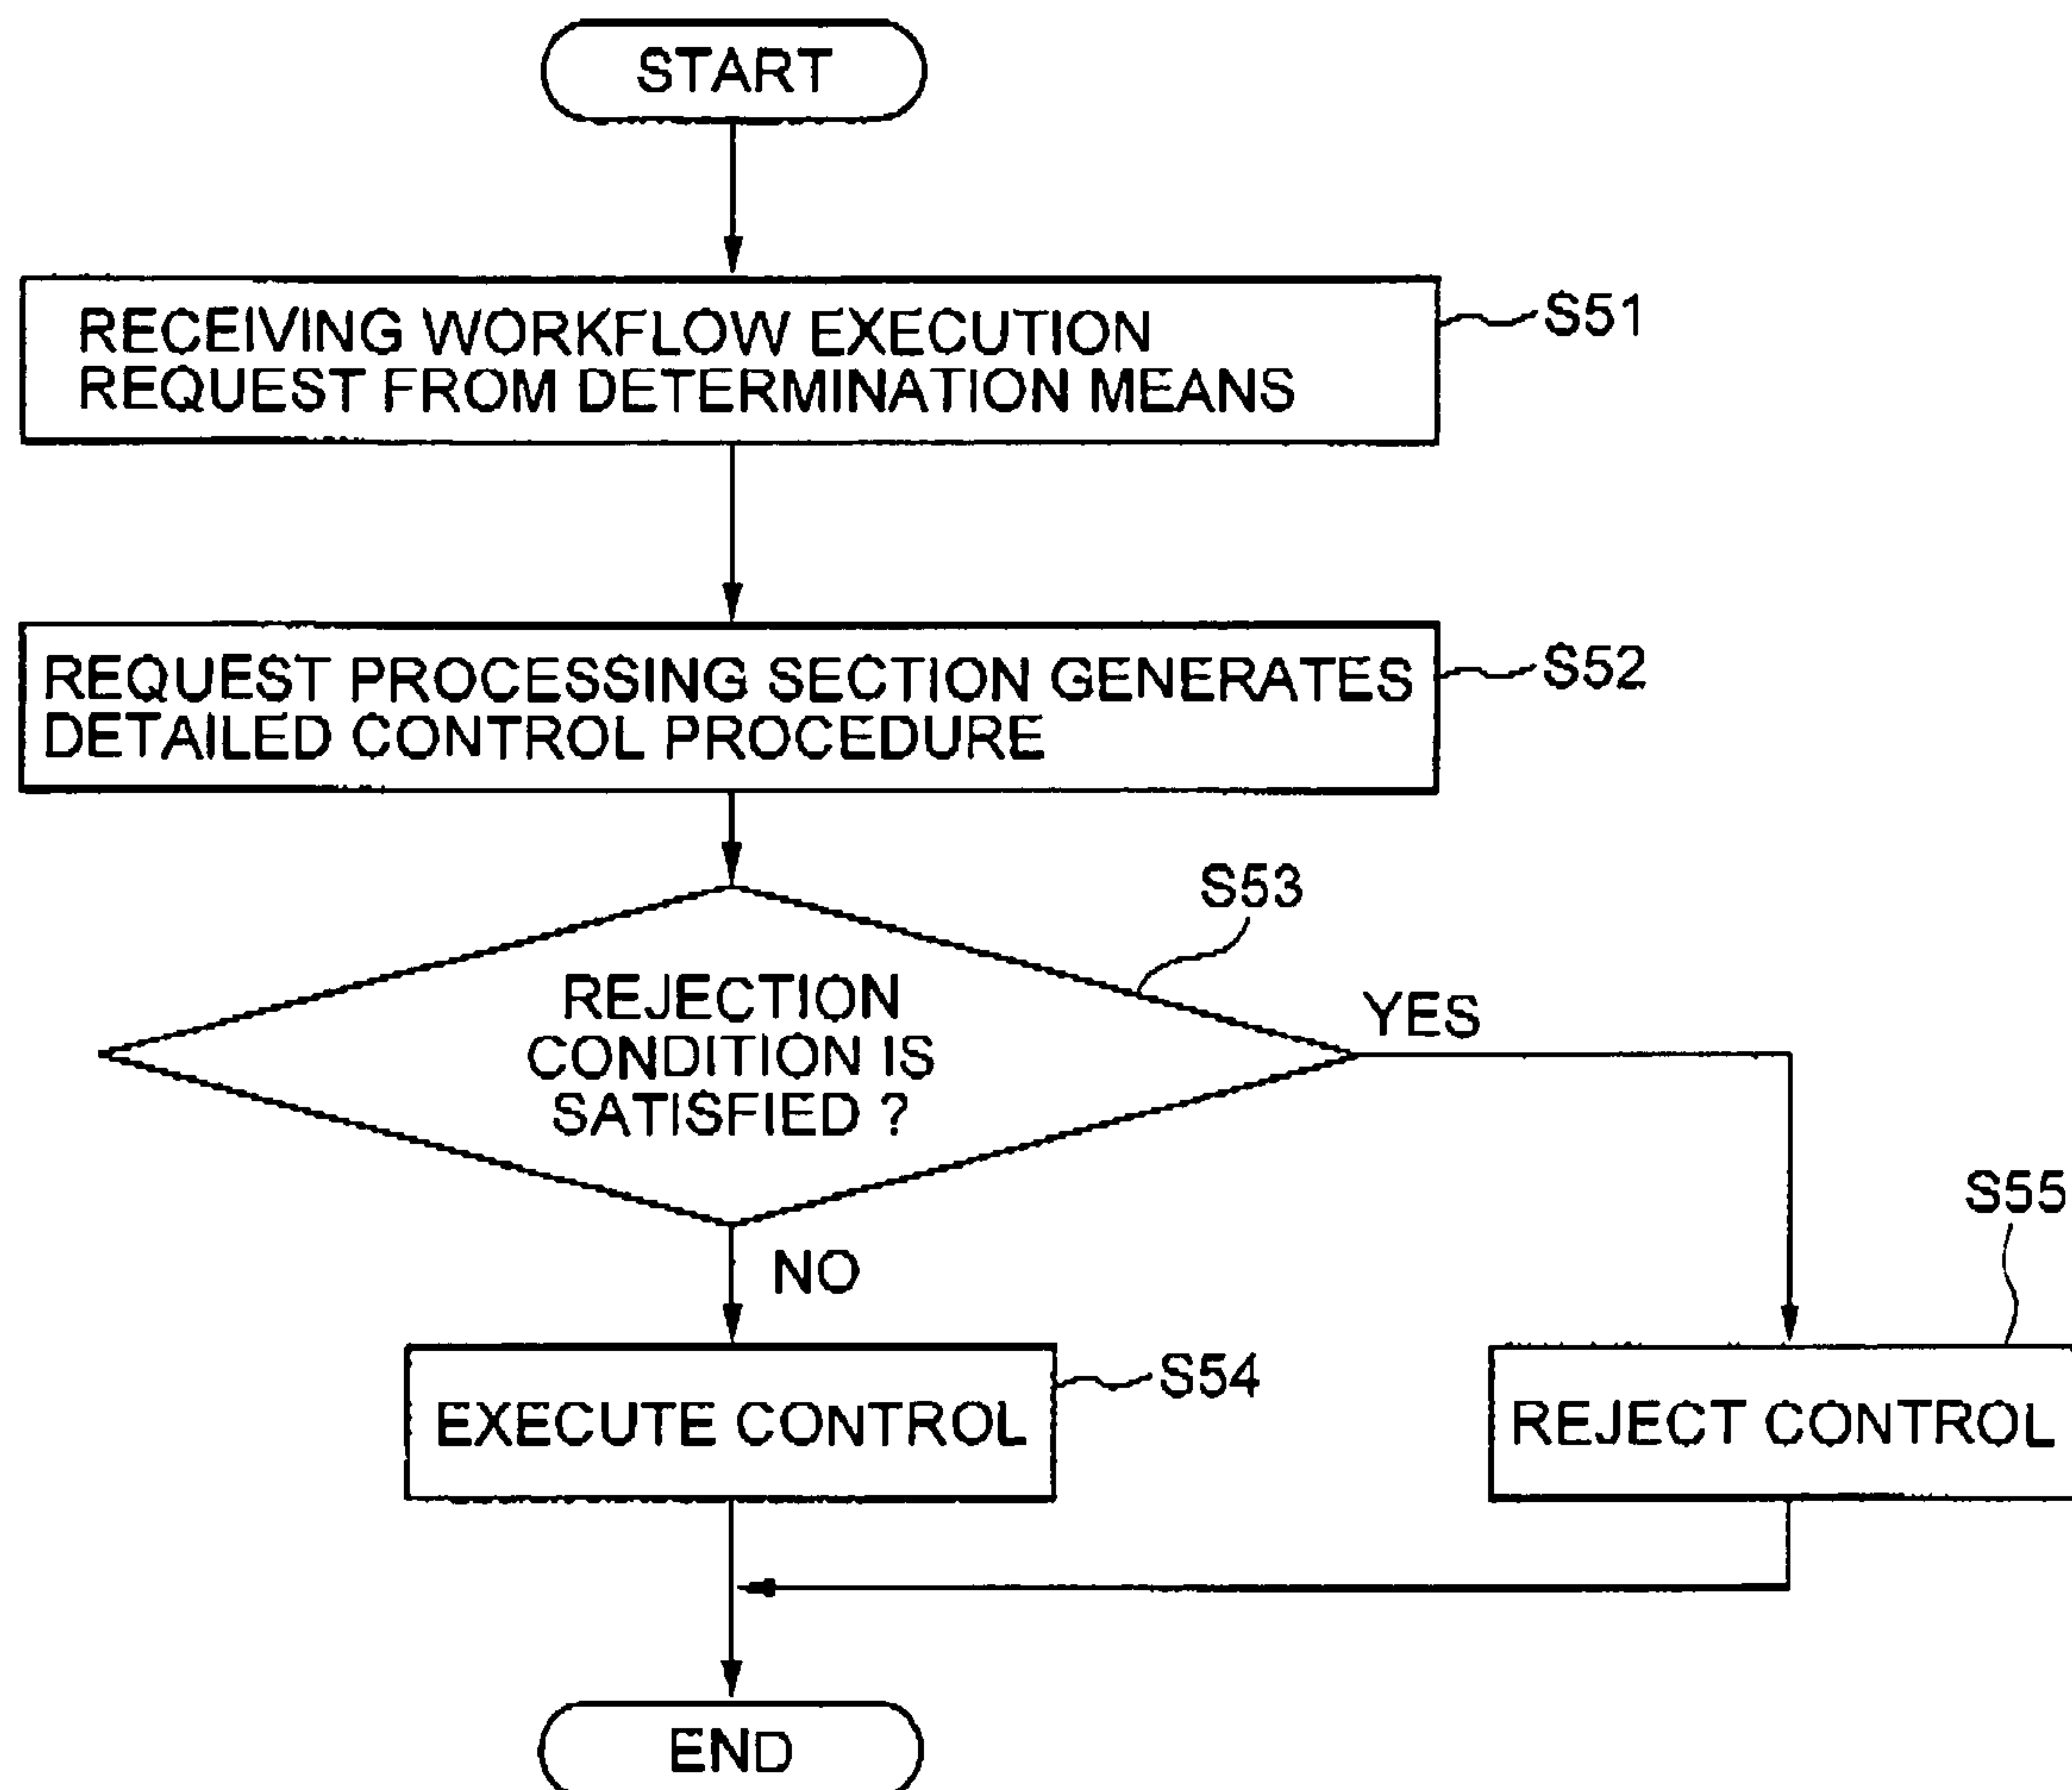 START
RECEIVING WORKFLOW EXECUTION
REQUEST FROM DETERMINATION MEANS
S51
REQUEST PROCESSING SECTION GENERATES
DETAILED CONTROL PROCEDURE
S52
S53
REJECTION
CONDITION IS
SATISFIED ?
YES
NO
S55
EXECUTE CONTROL
S54
REJECT CONTROL
END